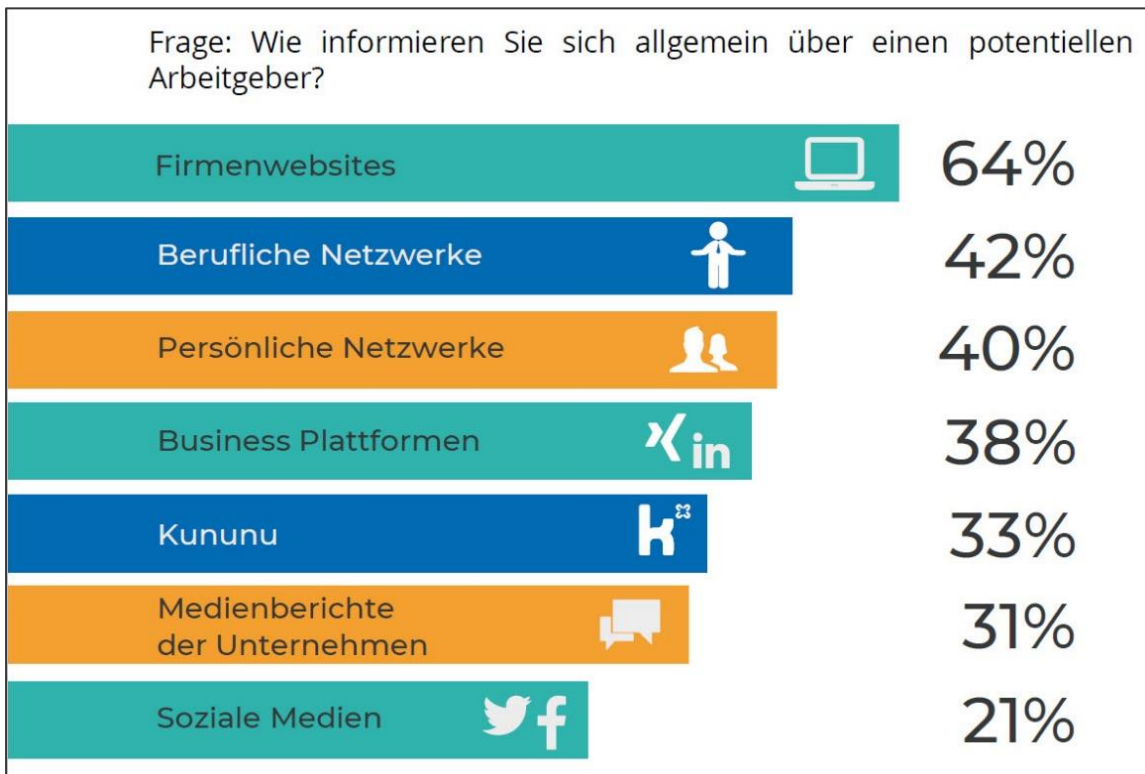 Frage: Wie informieren Sie sich allgemein über einen potentiellen
Arbeitgeber?
Firmenwebsites 64%
Berufliche Netzwerke 42%
Persönliche Netzwerke 40%
Business Plattformen in 38%
Kununu k 33%
Medienberichte
der Unternehmen 31%
Soziale Medien f 21%